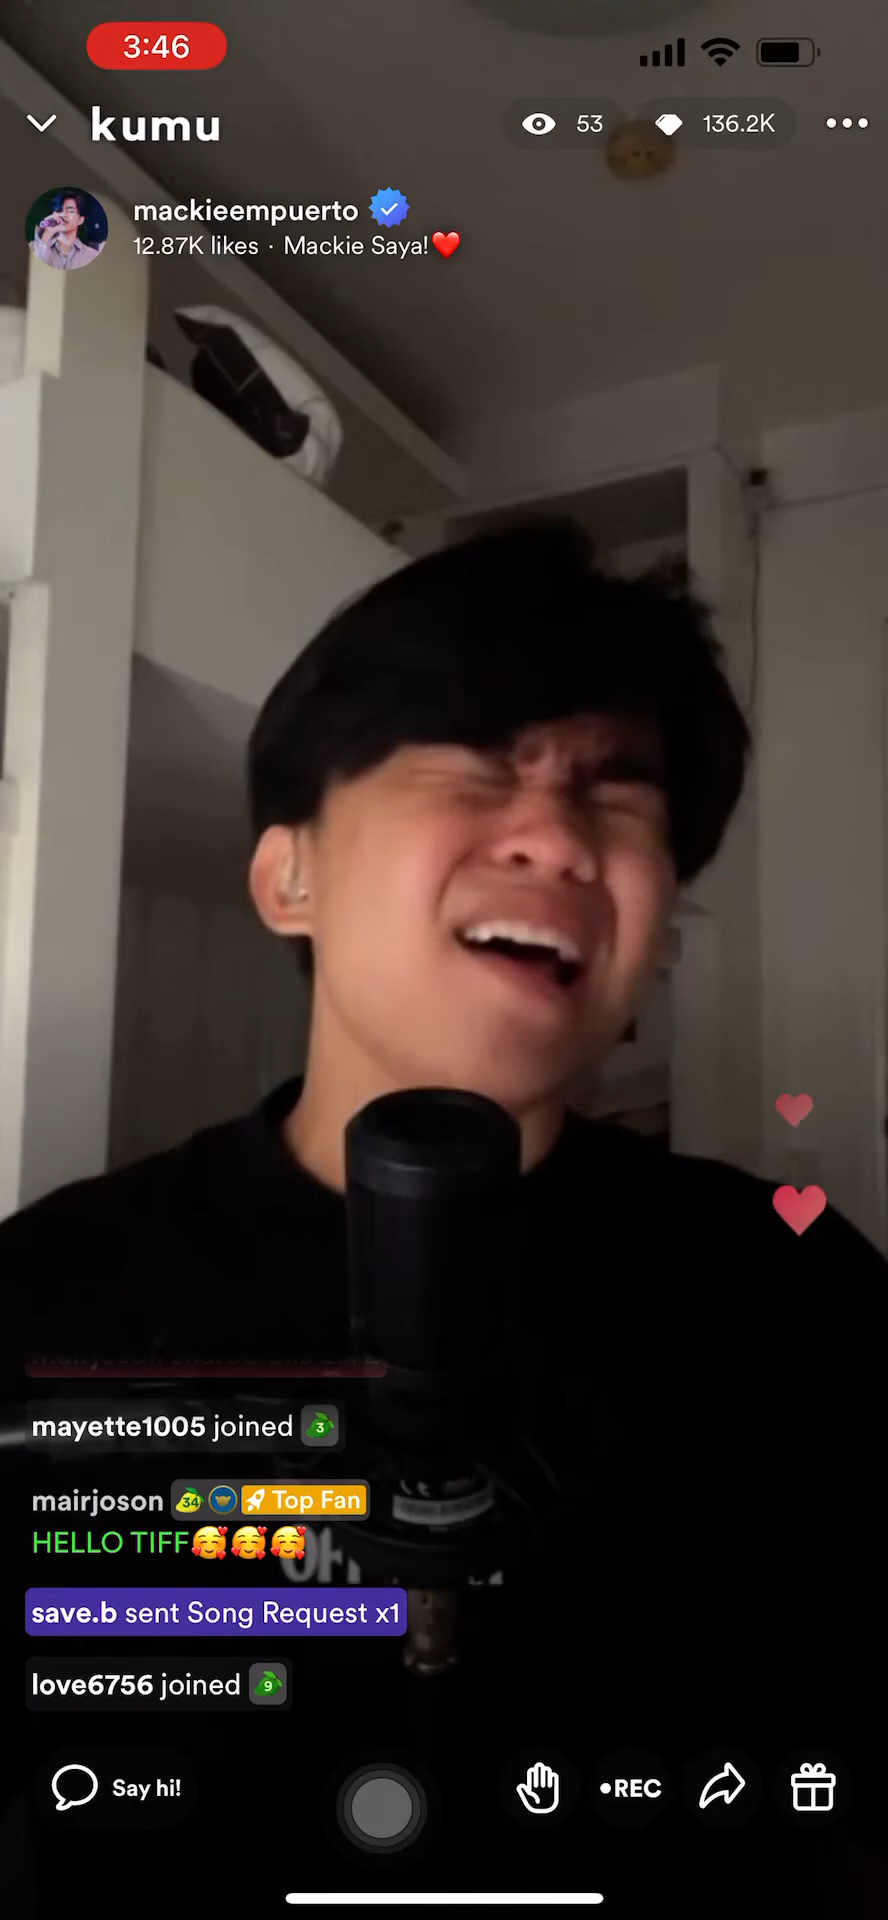 3:46
kumu
53
136.2K
mackieempuerto
12.87K likes · Mackie Saya!❤️
mayette1005 joined 3
mairjoson 34 Top Fan
HELLO TIFF🥰🥰🥰
save.b sent Song Request x1
love6756 joined 9
Say hi!
•REC